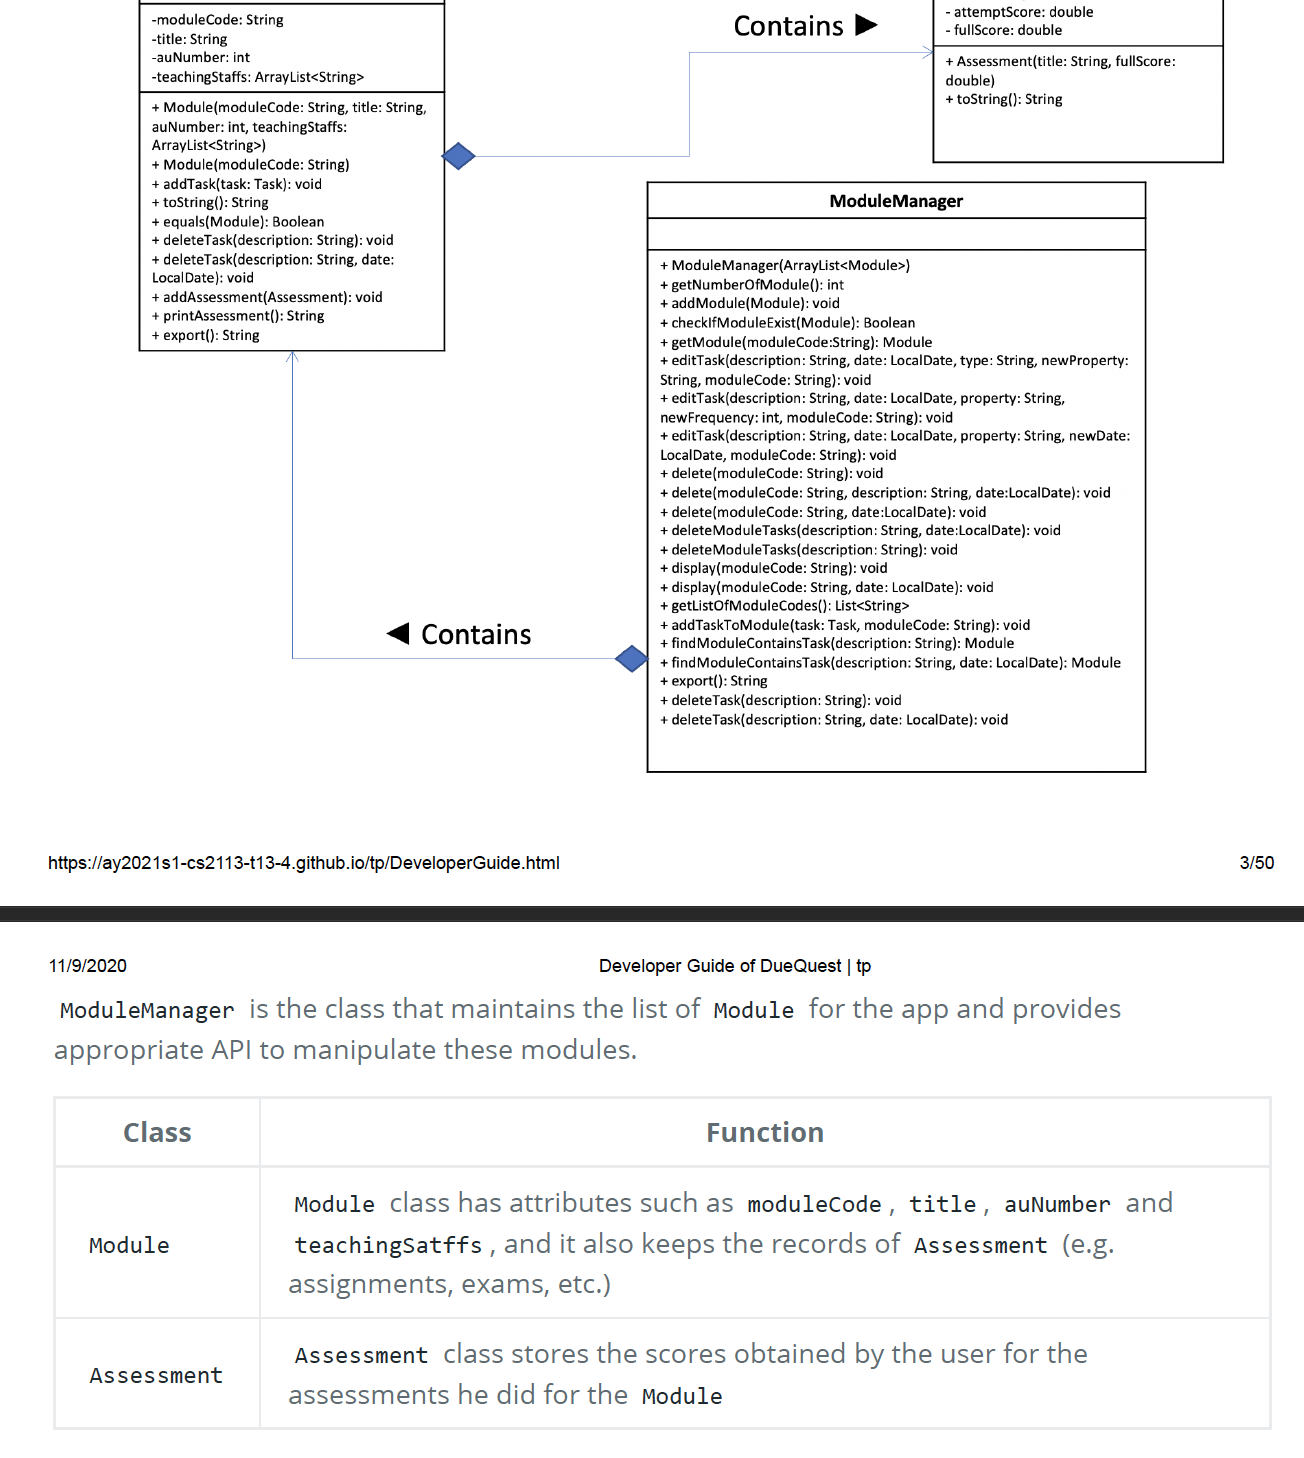 -moduleCode: String
-title: String
-auNumber: int
-teachingStaffs: ArrayList<String>
+ Module(moduleCode: String, title: String,
auNumber: int, teachingStaffs:
ArrayList<String>)
+ Module(moduleCode: String)
+ addTask(task: Task): void
+ toString(): String
+ equals(Module): Boolean
+ deleteTask(description: String): void
+ deleteTask(description: String, date:
LocalDate): void
+ addAssessment(Assessment): void
+ printAssessment(): String
+ export(): String
Contains ►
- attemptScore: double
- fullScore: double
+ Assessment(title: String, fullScore:
double)
+ toString(): String
ModuleManager
+ ModuleManager(ArrayList<Module>)
+ getNumberOfModule(): int
+ addModule(Module): void
+ checkIfModuleExist(Module): Boolean
+ getModule(moduleCode:String): Module
+ editTask(description: String, date: LocalDate, type: String, newProperty:
String, moduleCode: String): void
+ editTask(description: String, date: LocalDate, property: String,
newFrequency: int, moduleCode: String): void
+ editTask(description: String, date: LocalDate, property: String, newDate:
LocalDate, moduleCode: String): void
+ delete(moduleCode: String): void
+ delete(moduleCode: String, description: String, date:LocalDate): void
+ delete(moduleCode: String, date:LocalDate): void
+ deleteModuleTasks(description: String, date:LocalDate): void
+ deleteModuleTasks(description: String): void
+ display(moduleCode: String): void
+ display(moduleCode: String, date: LocalDate): void
+ getListOfModuleCodes(): List<String>
+ addTaskToModule(task: Task, moduleCode: String): void
+ findModuleContainsTask(description: String): Module
+ findModuleContainsTask(description: String, date: LocalDate): Module
+ export(): String
+ deleteTask(description: String): void
+ deleteTask(description: String, date: LocalDate): void
◄ Contains
https://ay2021s1-cs2113-t13-4.github.io/tp/DeveloperGuide.html 3/50
11/9/2020 Developer Guide of DueQuest | tp
ModuleManager is the class that maintains the list of Module for the app and provides
appropriate API to manipulate these modules.
Class Function
Module
Module class has attributes such as moduleCode, title, auNumber and
teachingSatffs, and it also keeps the records of Assessment (e.g.
assignments, exams, etc.)
Assessment
Assessment class stores the scores obtained by the user for the
assessments he did for the Module